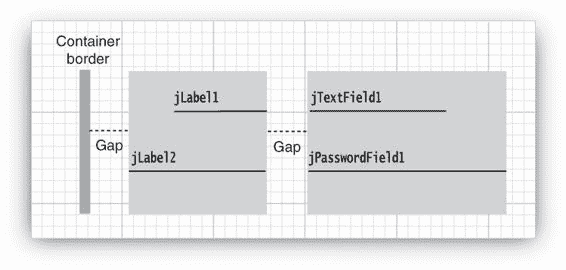 Container
border
jLabel1
jTextField1
Gap
Gap
jLabel2
jPasswordField1